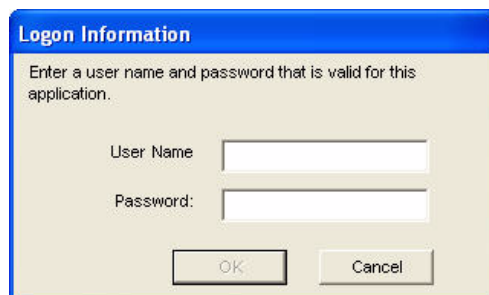 Logon Information
Enter a user name and password that is valid for this
application.
User Name
Password:
OK
Cancel